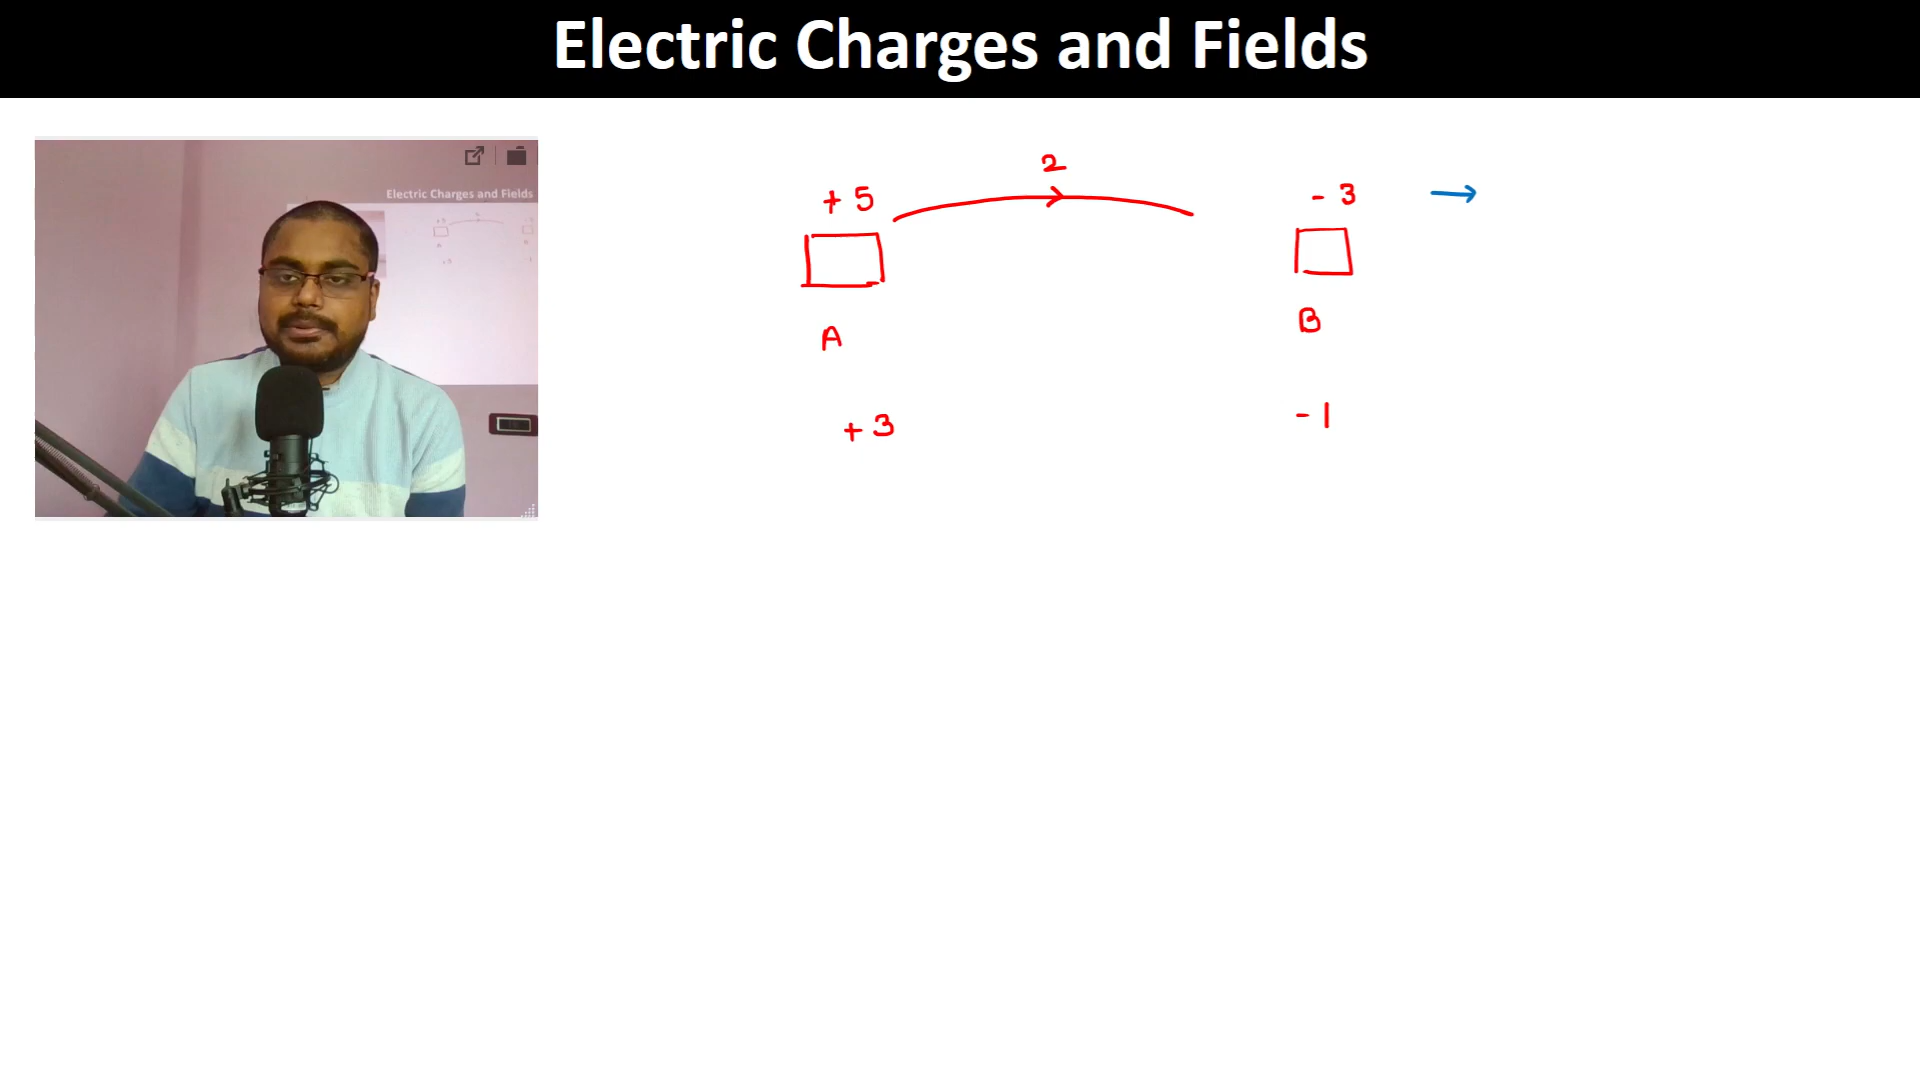 Electric Charges and Fields
Electric Charges and Fields
2
+ 5 - 3
A B
+ 3 - 1